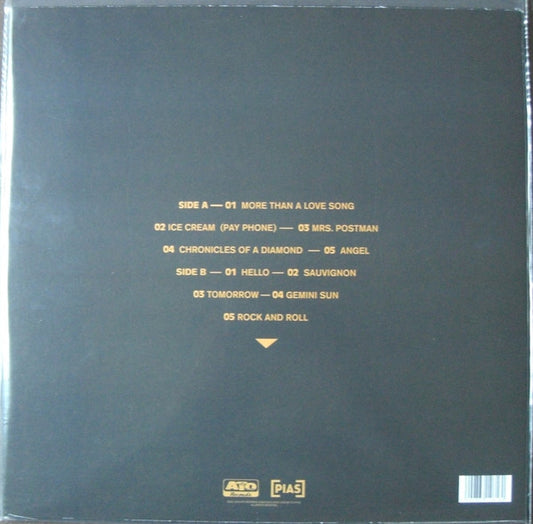 SIDE A — 01 MORE THAN A LOVE SONG
02 ICE CREAM (PAY PHONE) — 03 MRS. POSTMAN
04 CHRONICLES OF A DIAMOND — 05 ANGEL
SIDE B — 01 HELLO — 02 SAUVIGNON
03 TOMORROW — 04 GEMINI SUN
05 ROCK AND ROLL
ATO Records [PIAS]